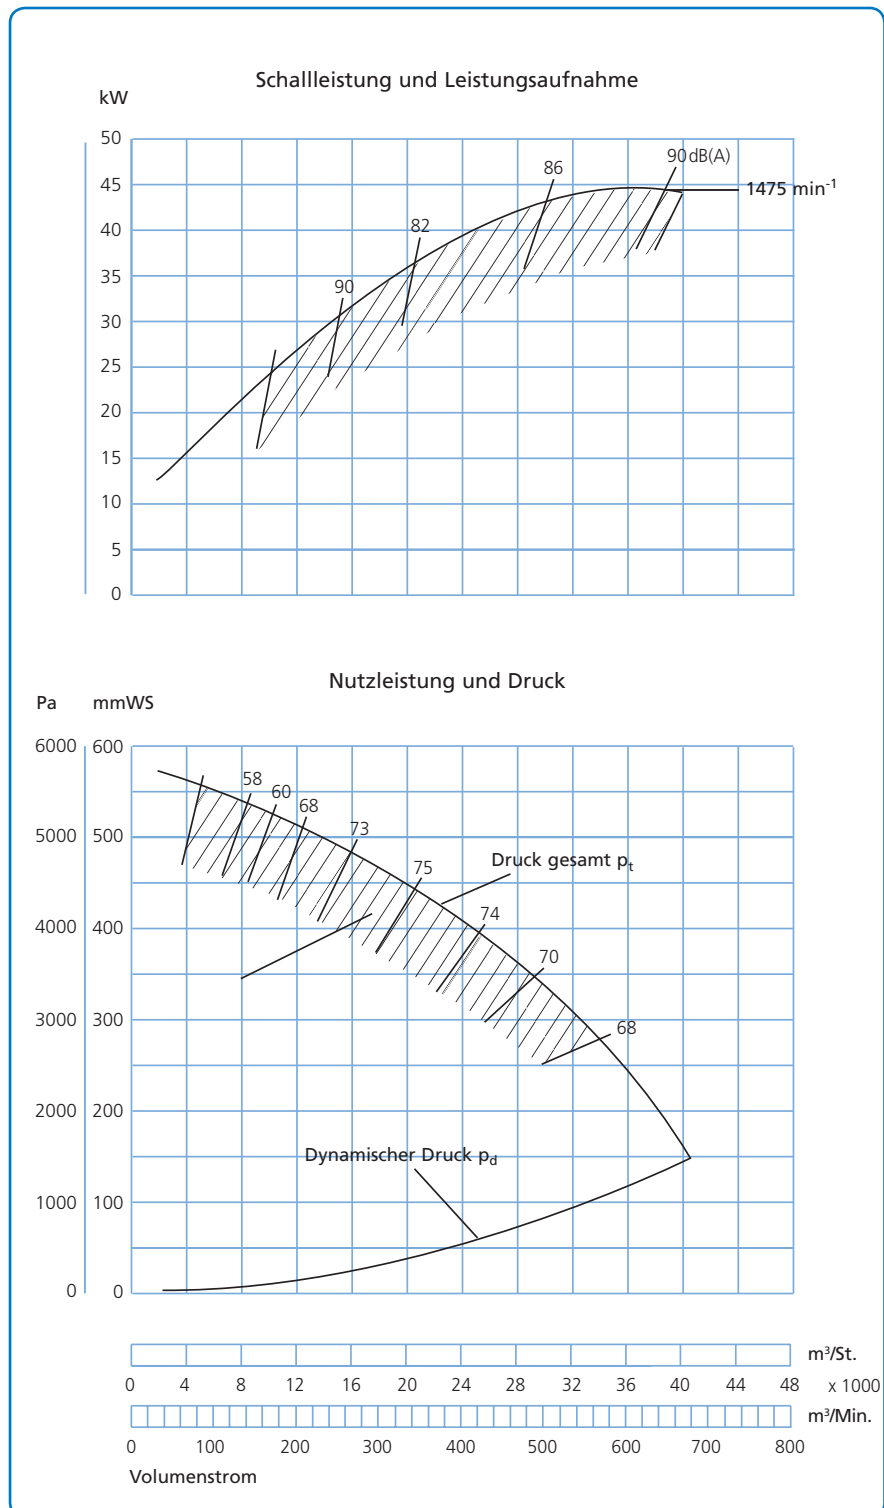 Schallleistung und Leistungsaufnahme
kW
50
45
40
35
30
25
20
15
10
5
0
90
82
86
90 dB(A)
1475 min⁻¹
Nutzleistung und Druck
Pa mmWS
6000 600
5000 500
4000 400
3000 300
2000 200
1000 100
0 0
58
60
68
73
75
74
70
68
Druck gesamt pt
Dynamischer Druck pd
m³/St.
0 4 8 12 16 20 24 28 32 36 40 44 48 x 1000
m³/Min.
0 100 200 300 400 500 600 700 800
Volumenstrom